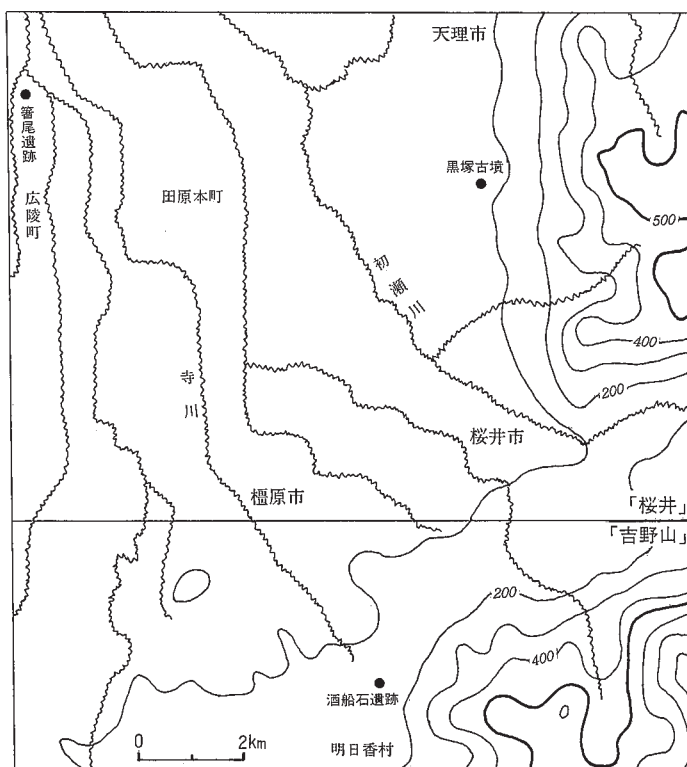 天理市
箸尾遺跡
黒塚古墳
広陵町
田原本町
500
初瀬川
400
寺川
200
桜井市
橿原市
「桜井」
「吉野山」
200
400
酒船石遺跡
0 2km
明日香村